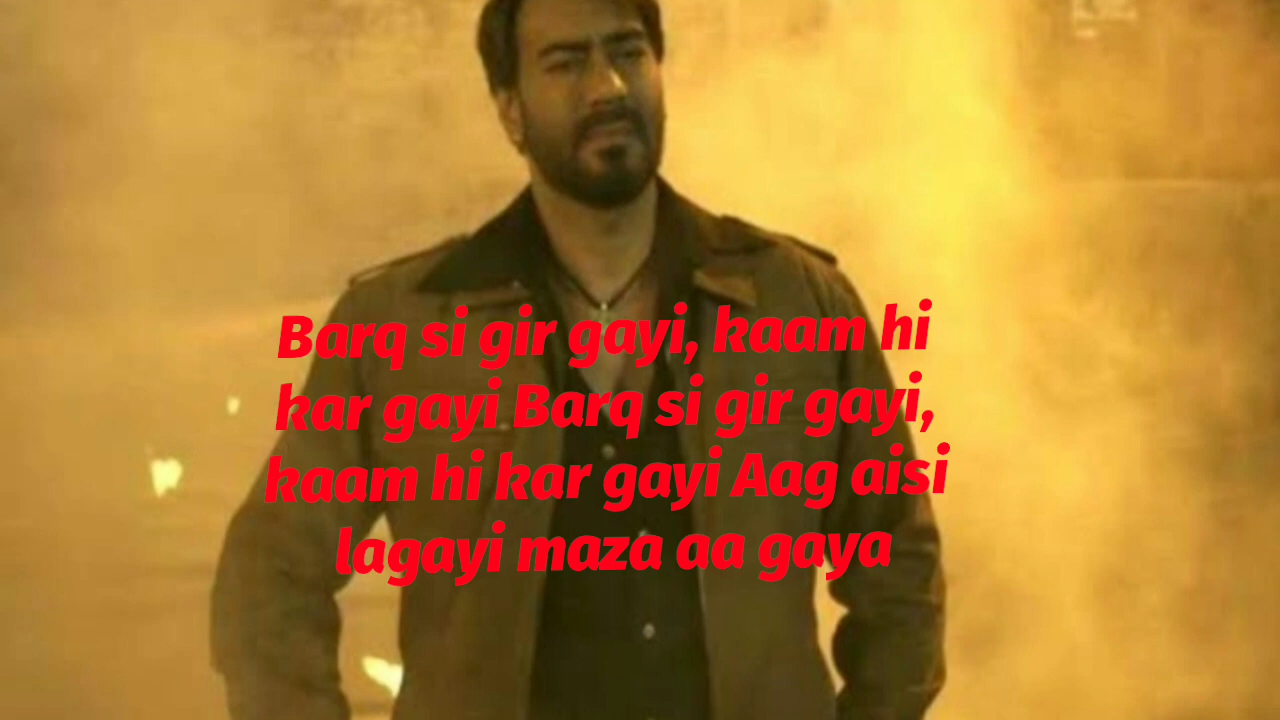 Barq si gir gayi, kaam hi
kar gayi Barq si gir gayi,
kaam hi kar gayi Aag aisi
lagayi maza aa gaya